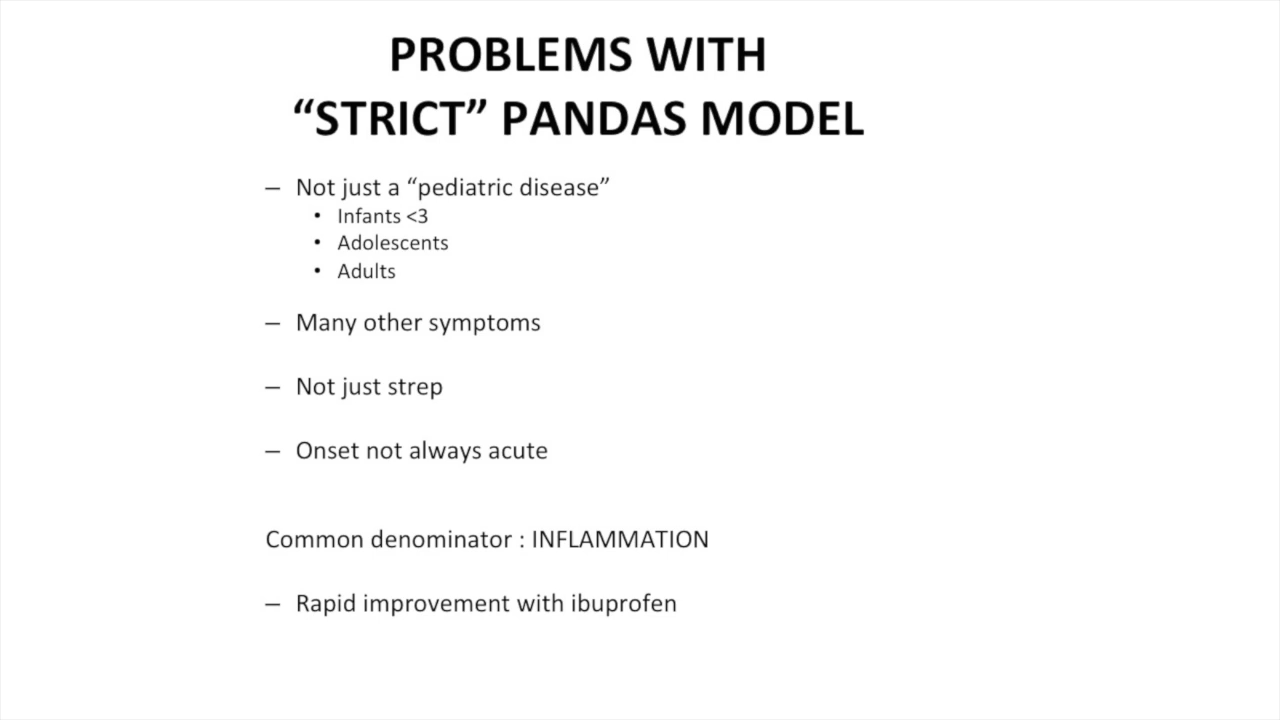 PROBLEMS WITH
“STRICT” PANDAS MODEL
– Not just a “pediatric disease”
• Infants <3
• Adolescents
• Adults
– Many other symptoms
– Not just strep
– Onset not always acute
Common denominator : INFLAMMATION
– Rapid improvement with ibuprofen